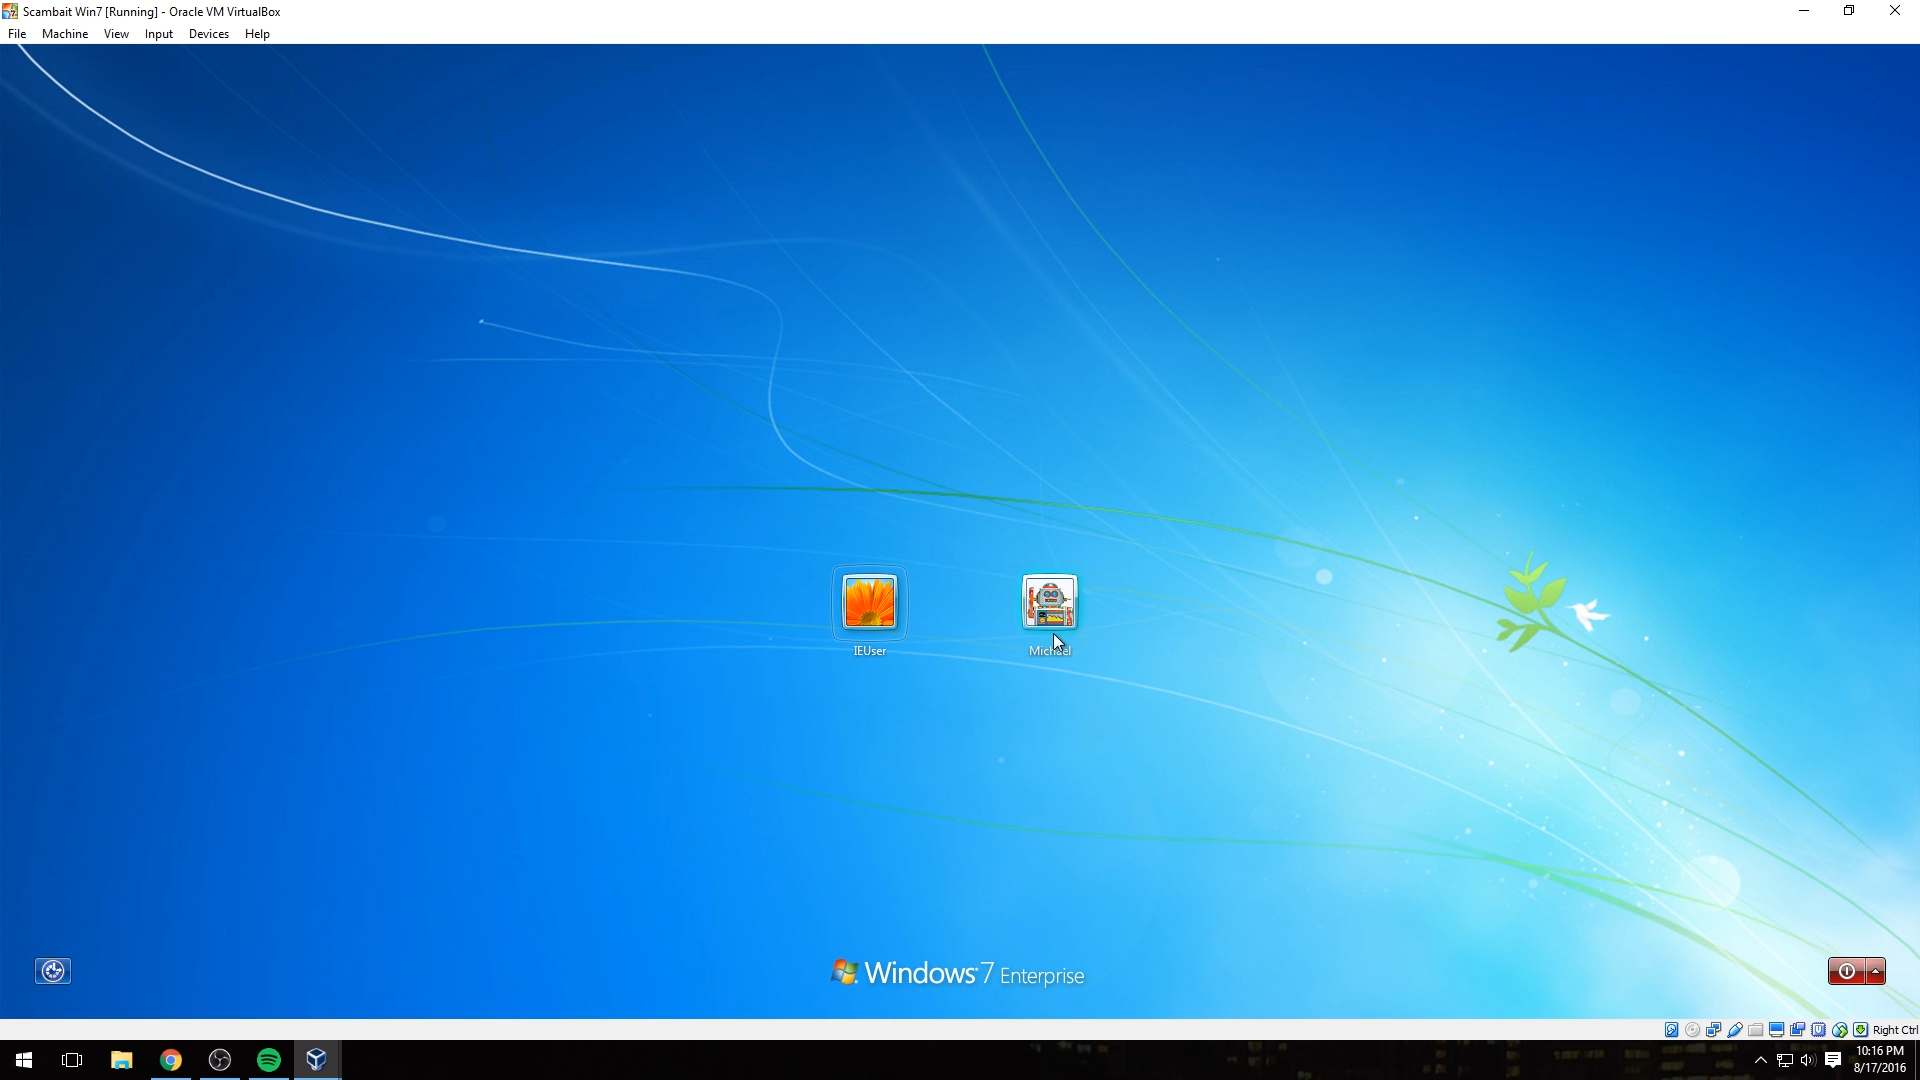 Scambait Win7 [Running] - Oracle VM VirtualBox
File Machine View Input Devices Help
IEUser
Michael
Windows 7 Enterprise
Right Ctrl
10:16 PM
8/17/2016